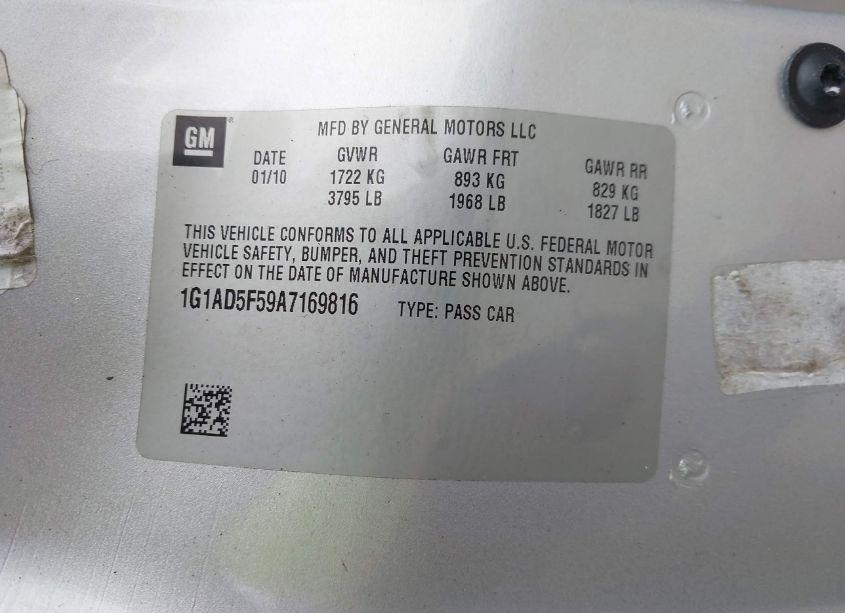 GM
MFD BY GENERAL MOTORS LLC
DATE GVWR GAWR FRT GAWR RR
01/10 1722 KG 893 KG 829 KG
3795 LB 1968 LB 1827 LB
THIS VEHICLE CONFORMS TO ALL APPLICABLE U.S. FEDERAL MOTOR
VEHICLE SAFETY, BUMPER, AND THEFT PREVENTION STANDARDS IN
EFFECT ON THE DATE OF MANUFACTURE SHOWN ABOVE.
1G1AD5F59A7169816 TYPE: PASS CAR